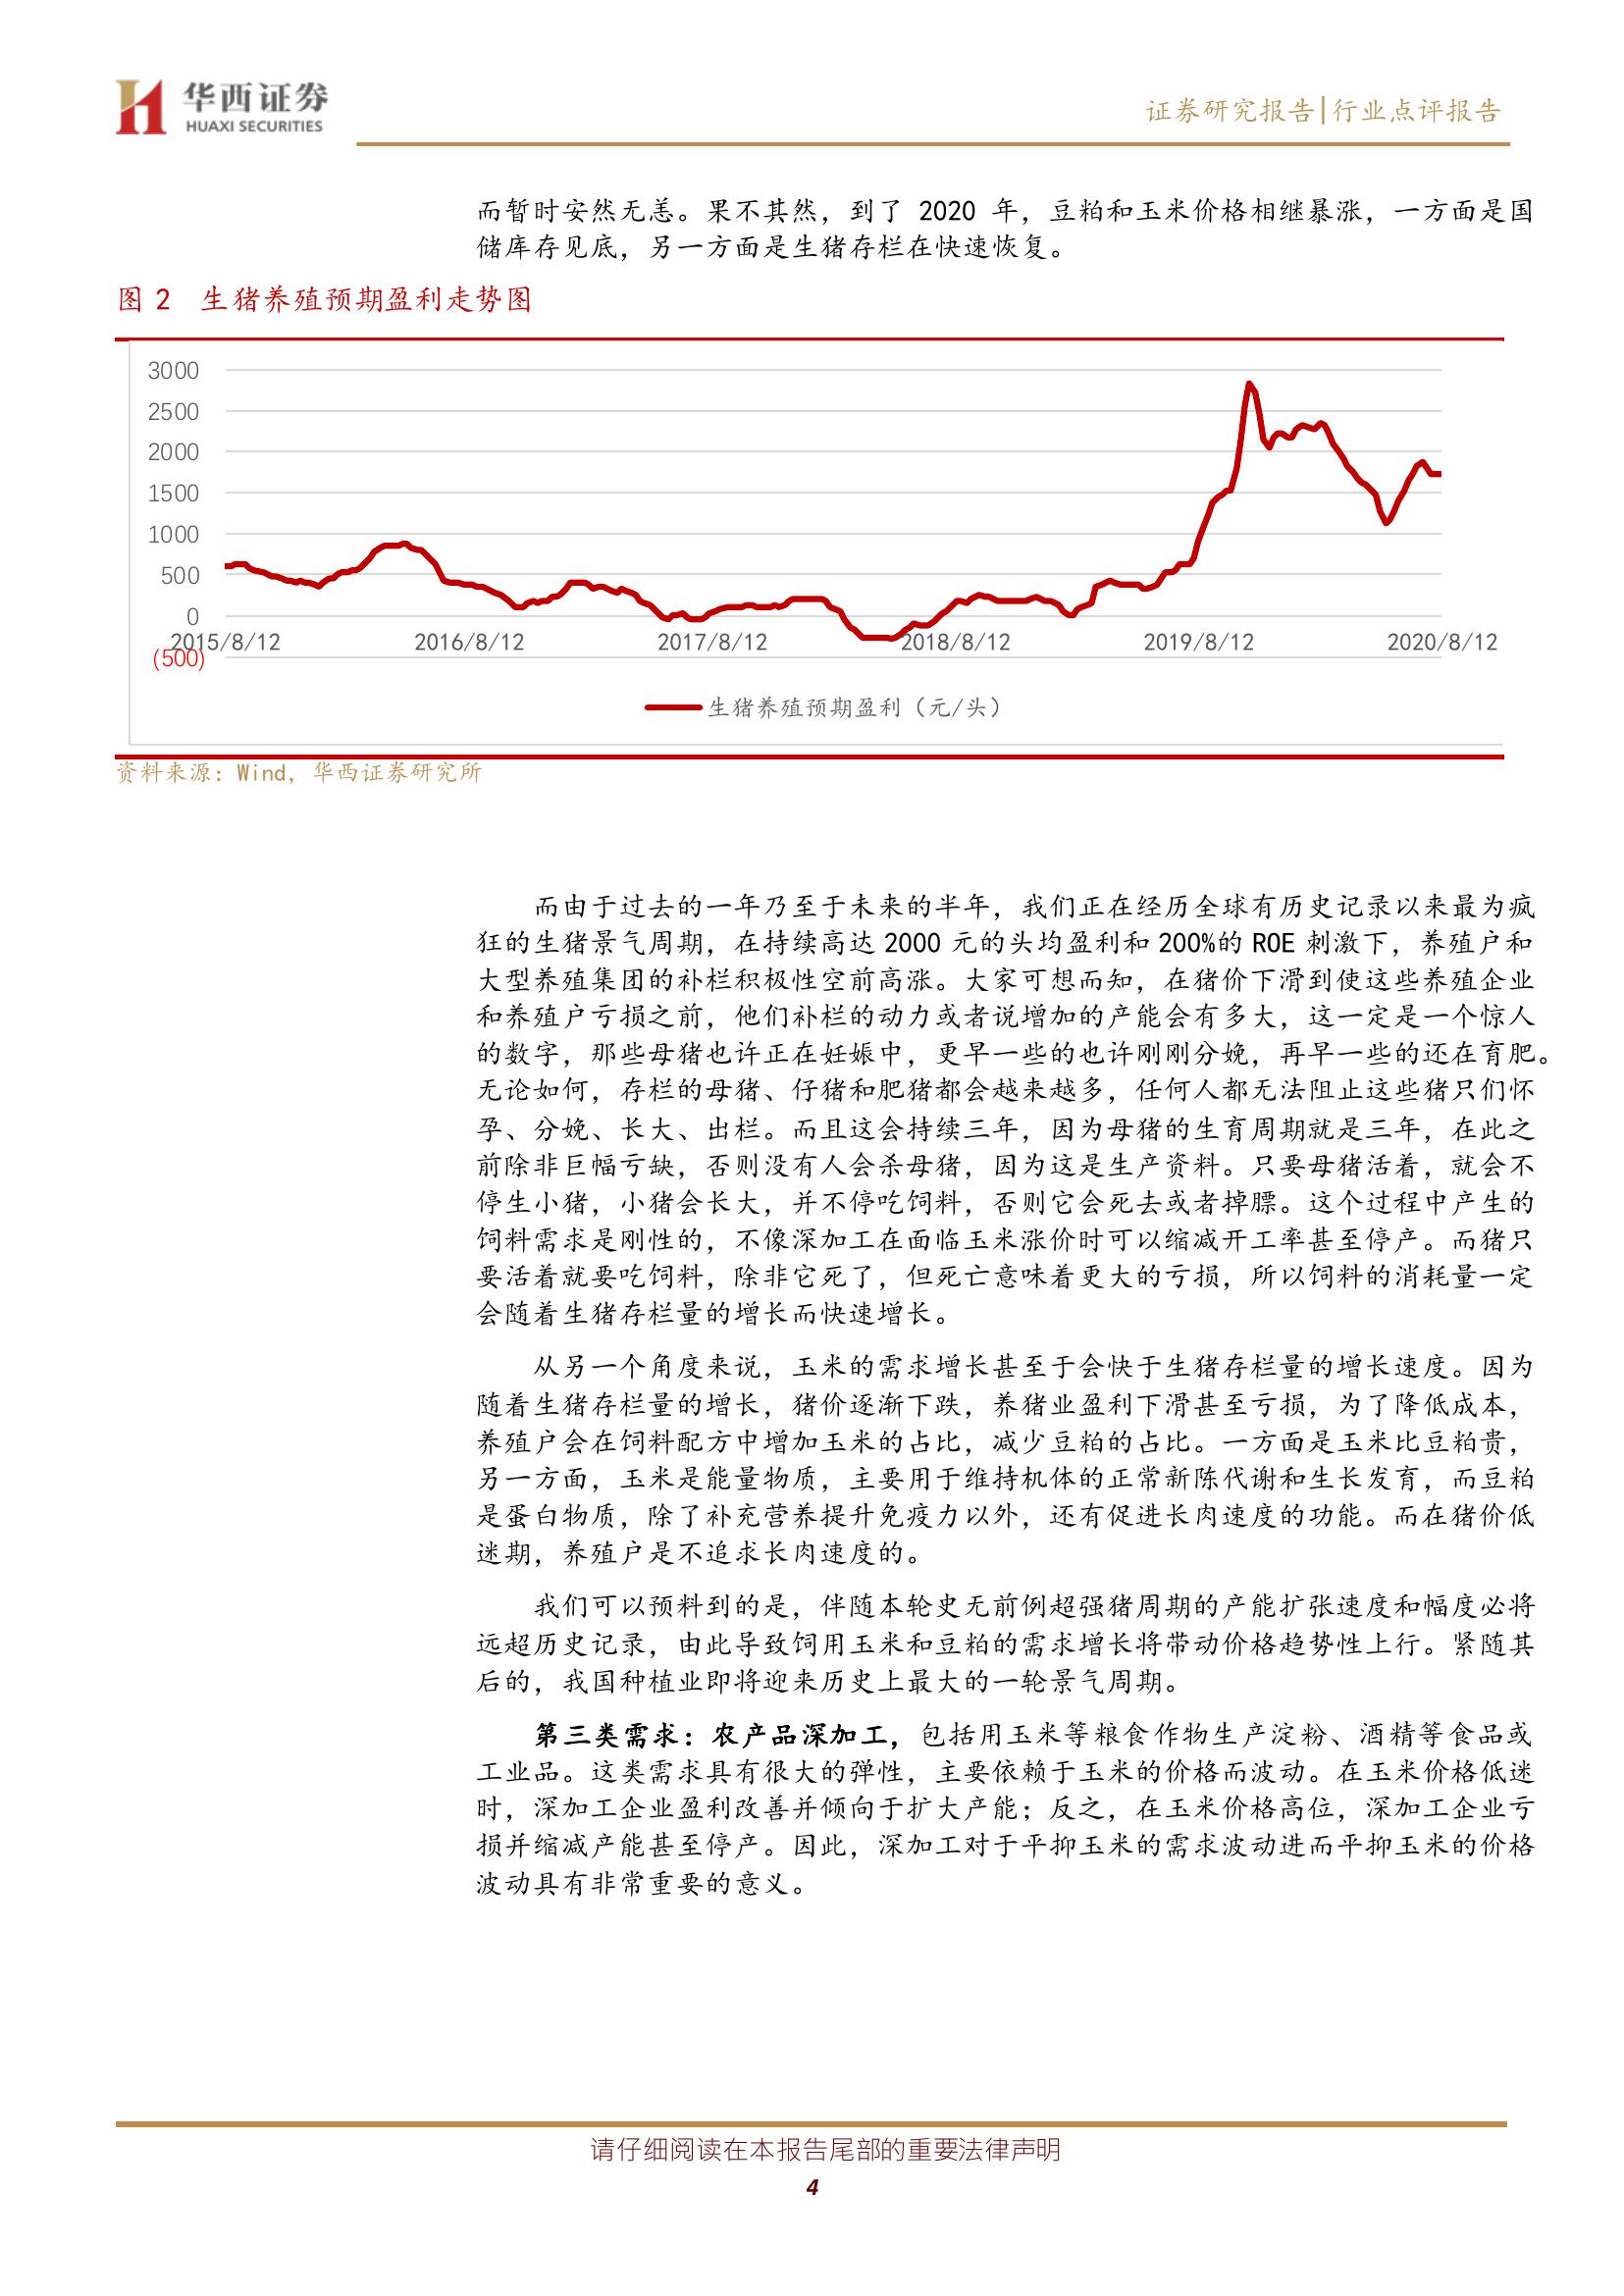 华西证券
HUAXI SECURITIES
证券研究报告|行业点评报告
而暂时安然无恙。果不其然，到了 2020 年，豆粕和玉米价格相继暴涨，一方面是国
储库存见底，另一方面是生猪存栏在快速恢复。
图 2 生猪养殖预期盈利走势图
3000
2500
2000
1500
1000
500
0
(500)
2015/8/12 2016/8/12 2017/8/12 2018/8/12 2019/8/12 2020/8/12
生猪养殖预期盈利（元/头）
资料来源：Wind，华西证券研究所
而由于过去的一年乃至于未来的半年，我们正在经历全球有历史记录以来最为疯
狂的生猪景气周期，在持续高达 2000 元的头均盈利和 200%的 ROE 刺激下，养殖户和
大型养殖集团的补栏积极性空前高涨。大家可想而知，在猪价下滑到使这些养殖企业
和养殖户亏损之前，他们补栏的动力或者说增加的产能会有多大，这一定是一个惊人
的数字，那些母猪也许正在妊娠中，更早一些的也许刚刚分娩，再早一些的还在育肥。
无论如何，存栏的母猪、仔猪和肥猪都会越来越多，任何人都无法阻止这些猪只们怀
孕、分娩、长大、出栏。而且这会持续三年，因为母猪的生育周期就是三年，在此之
前除非巨幅亏缺，否则没有人会杀母猪，因为这是生产资料。只要母猪活着，就会不
停生小猪，小猪会长大，并不停吃饲料，否则它会死去或者掉膘。这个过程中产生的
饲料需求是刚性的，不像深加工在面临玉米涨价时可以缩减开工率甚至停产。而猪只
要活着就要吃饲料，除非它死了，但死亡意味着更大的亏损，所以饲料的消耗量一定
会随着生猪存栏量的增长而快速增长。
从另一个角度来说，玉米的需求增长甚至于会快于生猪存栏量的增长速度。因为
随着生猪存栏量的增长，猪价逐渐下跌，养猪业盈利下滑甚至亏损，为了降低成本，
养殖户会在饲料配方中增加玉米的占比，减少豆粕的占比。一方面是玉米比豆粕贵，
另一方面，玉米是能量物质，主要用于维持机体的正常新陈代谢和生长发育，而豆粕
是蛋白物质，除了补充营养提升免疫力以外，还有促进长肉速度的功能。而在猪价低
迷期，养殖户是不追求长肉速度的。
我们可以预料到的是，伴随本轮史无前例超强猪周期的产能扩张速度和幅度必将
远超历史记录，由此导致饲用玉米和豆粕的需求增长将带动价格趋势性上行。紧随其
后的，我国种植业即将迎来历史上最大的一轮景气周期。
第三类需求：农产品深加工，包括用玉米等粮食作物生产淀粉、酒精等食品或
工业品。这类需求具有很大的弹性，主要依赖于玉米的价格而波动。在玉米价格低迷
时，深加工企业盈利改善并倾向于扩大产能；反之，在玉米价格高位，深加工企业亏
损并缩减产能甚至停产。因此，深加工对于平抑玉米的需求波动进而平抑玉米的价格
波动具有非常重要的意义。
请仔细阅读在本报告尾部的重要法律声明
4